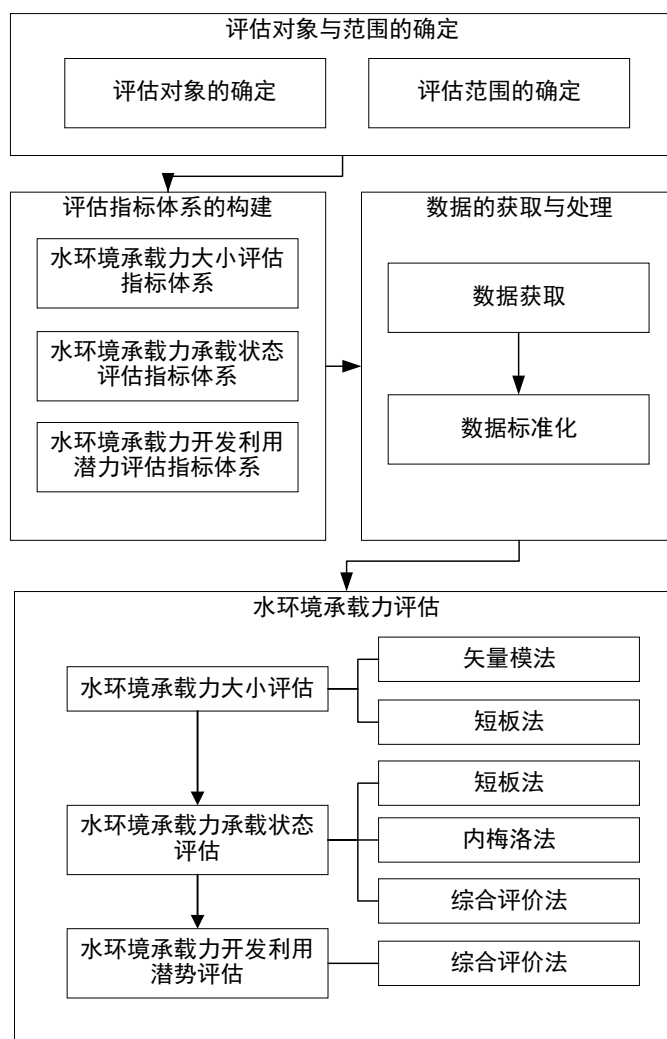 评估对象与范围的确定
评估对象的确定
评估范围的确定
评估指标体系的构建
水环境承载力大小评估
指标体系
水环境承载力承载状态
评估指标体系
水环境承载力开发利用
潜力评估指标体系
数据的获取与处理
数据获取
数据标准化
水环境承载力评估
水环境承载力大小评估
矢量模法
短板法
水环境承载力承载状态
评估
短板法
内梅洛法
综合评价法
水环境承载力开发利用
潜势评估
综合评价法